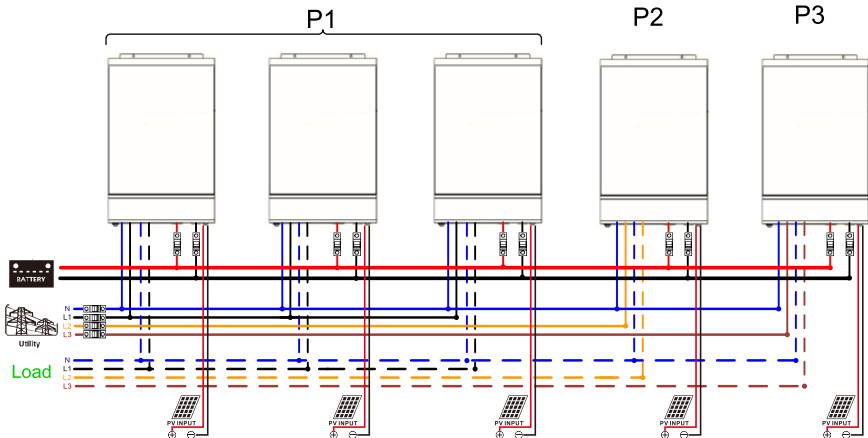 P1
P2
P3
BATTERY
N
L1
L2
L3
Utility
N
L1
L2
L3
Load
PV INPUT
PV INPUT
PV INPUT
PV INPUT
PV INPUT